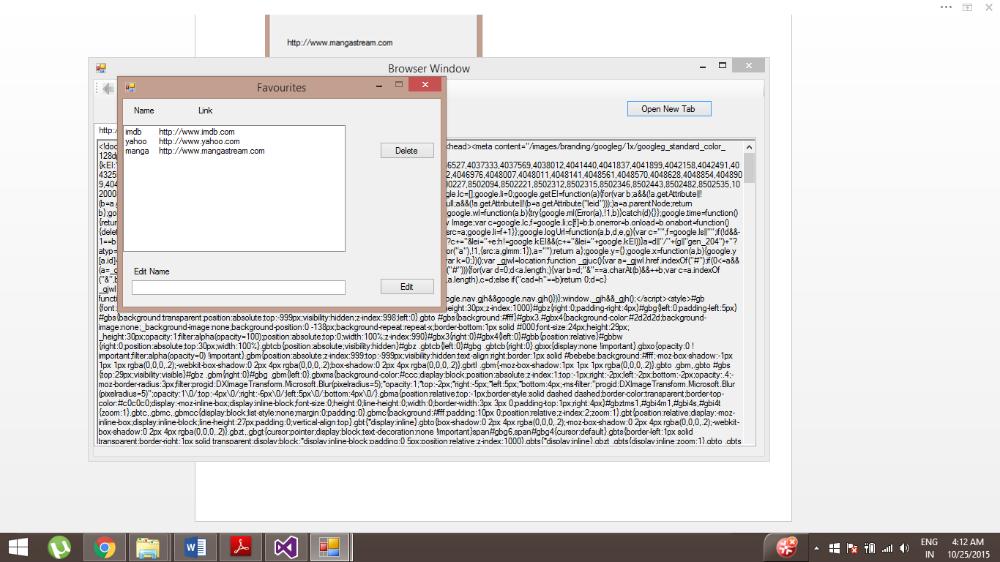 http://www.mangastream.com
Browser Window
Favourites
Name Link
Open New Tab
http:/
imdb http://www.imdb.com
yahoo http://www.yahoo.com
manga http://www.mangastream.com
Delete
Edit Name
Edit
<!doc
<head><meta content="/images/branding/googleg/1x/googleg_standard_color_
128dp
{kEI:"
6527,4037333,4037569,4038012,4041440,4041837,4041899,4042158,4042491,40
4325
2,4046976,4048007,4048011,4048141,4048561,4048570,4048628,4048854,404890
9,404
00227,8502094,8502221,8502312,8502315,8502346,8502443,8502482,8502535,10
2000
gle.lc=[];google.li=0;google.getEI=function(a){for(var b;a&&(!a.getAttribute||!
(b=a.g
ull;a&&(!a.getAttribute||!(b=a.getAttribute("leid")));)a=a.parentNode;return
b};go
google.wl=function(a,b){try{google.ml(Error(a),!1,b)}catch(d){}};google.time=function()
{return
w Image;var c=google.lc,f=google.li;c[f]=b;b.onerror=b.onload=b.onabort=function()
{delet
src=a;google.li=f+1}};google.logUrl=function(a,b,d,e,g){var c="",f=google.ls||"";if(!d&&-
1==b
?c+="&lei="+e:h!=google.kEI&&(c+="&lei="+google.kEI))}a=d||"/"+(g||"gen_204")+"?
atyp=
or("a"),!1,{src:a,glmm:1}),a="");return a};google.y={};google.x=function(a,b){google.y
[a.id]=
var k=0;})();var _gjwl=location;function _gjuc(){var a=_gjwl.href.indexOf("#");if(0<=a&&
(a=_g
("#"))){for(var d=0;d<a.length;){var b=d;"&"==a.charAt(b)&&++b;var c=a.indexOf
("&",b
,a.length),c=d;else if("cad=h"==b)return 0;d=c}
_gjwl
functi
ogle.nav.gjh&&google.nav.gjh()})};window._gjh&&_gjh();</script><style>#gb
{font:
height:30px;z-index:1000}#gbz{right:0;padding-right:4px}#gbg{left:0;padding-left:5px}
#gbs{background:transparent;position:absolute;top:-999px;visibility:hidden;z-index:998;left:0}.gbto #gbs{background:#fff}#gbx3,#gbx4{background-color:#2d2d2d;background-
image:none;_background-image:none;background-position:0 -138px;background-repeat:repeat-x;border-bottom:1px solid #000;font-size:24px;height:29px;
_height:30px;opacity:1;filter:alpha(opacity=100);position:absolute;top:0;width:100%;z-index:990}#gbx3{right:0}#gbx4{left:0}#gbb{position:relative}#gbbw
{right:0;position:absolute;top:30px;width:100%}.gbtcb{position:absolute;visibility:hidden}#gbz .gbtcb{left:0}#gbg .gbtcb{right:0}.gbxx{display:none !important}.gbxo{opacity:0 !
important;filter:alpha(opacity=0) !important}.gbm{position:absolute;z-index:999;top:-999px;visibility:hidden;text-align:right;border:1px solid #bebebe;background:#fff;-moz-box-shadow:-1px
1px 1px rgba(0,0,0,.2);-webkit-box-shadow:0 2px 4px rgba(0,0,0,.2);box-shadow:0 2px 4px rgba(0,0,0,.2)}.gbrtl .gbm{-moz-box-shadow:1px 1px 1px rgba(0,0,0,.2)}.gbto .gbm,.gbto #gbs
{top:29px;visibility:visible}#gbz .gbm{right:0}#gbg .gbm{left:0}.gbxms{background-color:#ccc;display:block;position:absolute;z-index:1;top:-1px;right:-2px;left:-2px;bottom:-2px;opacity:.4;-
moz-border-radius:3px;filter:progid:DXImageTransform.Microsoft.Blur(pixelradius=5);*opacity:1;*top:-2px;*right:-5px;*left:5px;*bottom:4px;-ms-filter:"progid:DXImageTransform.Microsoft.Blur
(pixelradius=5)";opacity:1\0/;top:-4px\0/;right:-6px\0/;left:5px\0/;bottom:4px\0/}.gbma{position:relative;top:-1px;border-style:solid dashed dashed;border-color:transparent;border-top-
color:#c0c0c0;display:-moz-inline-box;display:inline-block;font-size:0;height:0;line-height:0;width:0;border-width:3px 3px 0;padding-top:1px;right:4px}#gbztms1,#gbi4m1,#gbi4s,#gbi4t
{zoom:1}.gbtc,.gbmc,.gbmcc{display:block;list-style:none;margin:0;padding:0}.gbmc{background:#fff;padding:10px 0;position:relative;z-index:2;zoom:1}.gbt{position:relative;display:-moz-
inline-box;display:inline-block;line-height:27px;padding:0;vertical-align:top}.gbt{*display:inline}.gbto{box-shadow:0 2px 4px rgba(0,0,0,.2);-moz-box-shadow:0 2px 4px rgba(0,0,0,.2);-webkit-
box-shadow:0 2px 4px rgba(0,0,0,.2)}.gbzt,.gbgt{cursor:pointer;display:block;text-decoration:none !important}span#gbg6,span#gbg4{cursor:default}.gbts{border-left:1px solid
transparent;border-right:1px solid transparent;display:block;*display:inline-block;padding:0 5px;position:relative;z-index:1000}.gbts{*display:inline}.gbzt .gbts{display:inline;zoom:1}.gbto .gbts
ENG 4:12 AM
IN 10/25/2015